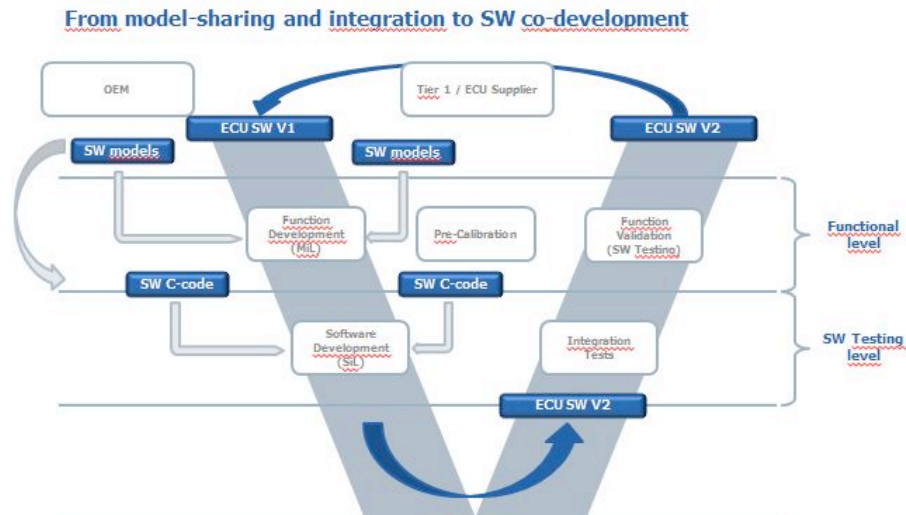 From model-sharing and integration to SW co-development
OEM
Tier 1 / ECU Supplier
ECU SW V1
ECU SW V2
SW models
SW models
Function
Development
(MiL)
Pre-Calibration
Function
Validation
(SW Testing)
Functional
level
SW C-code
SW C-code
Software
Development
(SiL)
Integration
Tests
SW Testing
level
ECU SW V2